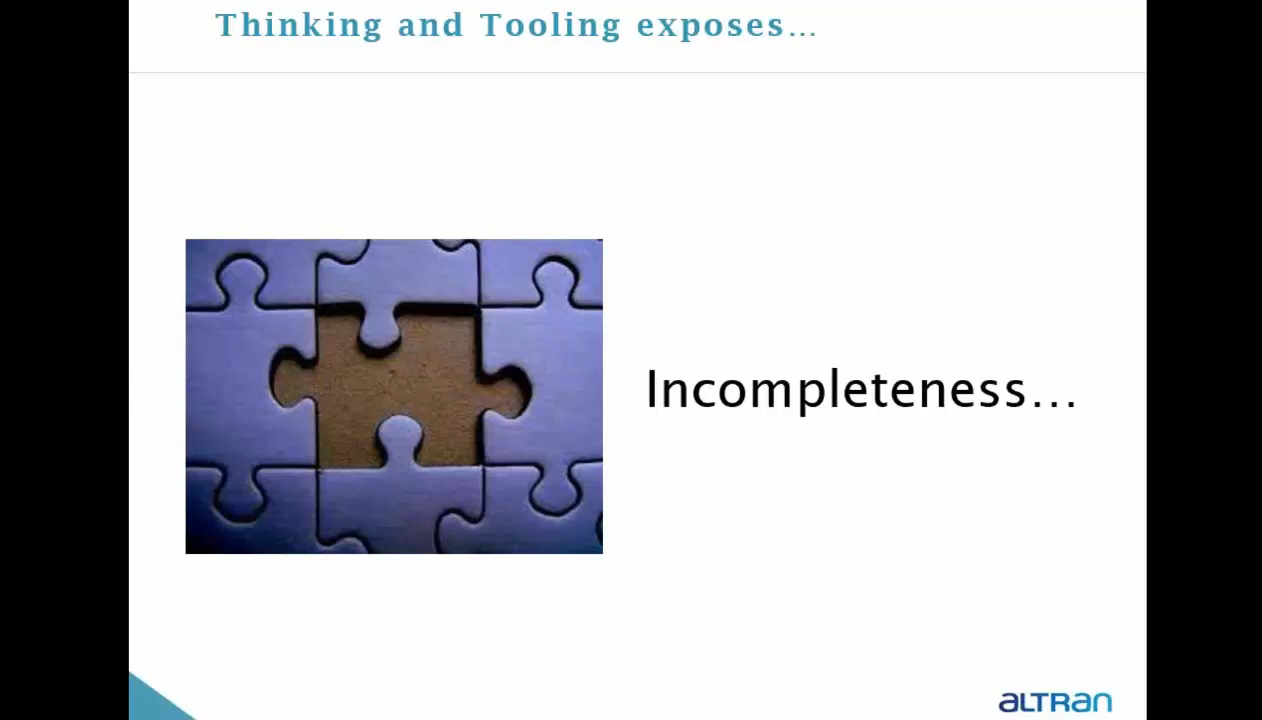 Thinking and Tooling exposes…
Incompleteness…
ALTRAN